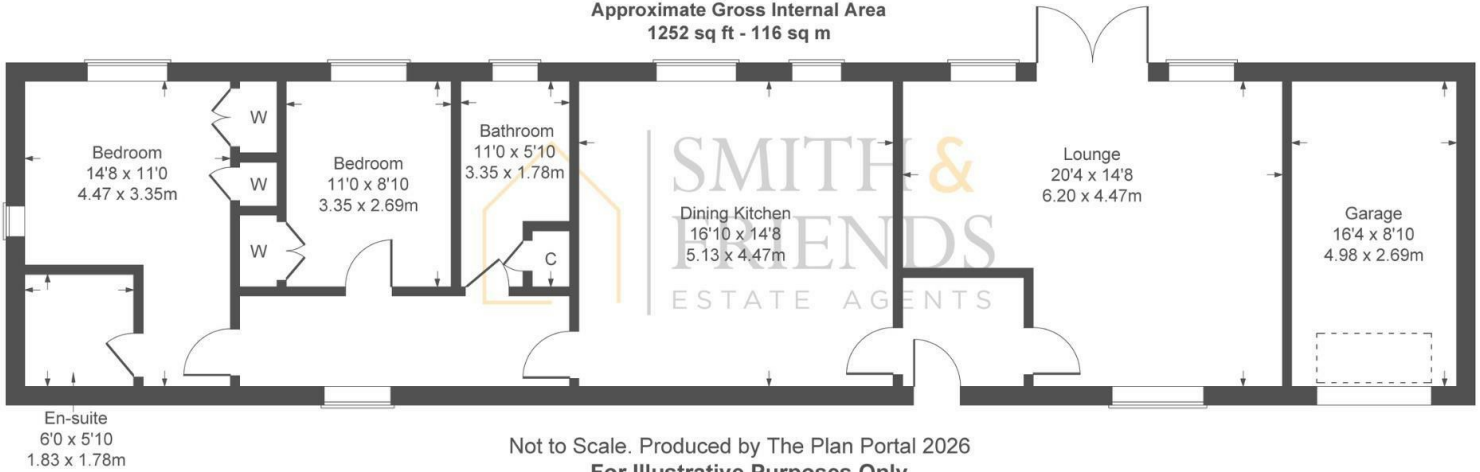 Approximate Gross Internal Area
1252 sq ft - 116 sq m
Bedroom
14'8 x 11'0
4.47 x 3.35m
W
W
W
Bedroom
11'0 x 8'10
3.35 x 2.69m
Bathroom
11'0 x 5'10
3.35 x 1.78m
C
SMITH &
FRIENDS
ESTATE AGENTS
Dining Kitchen
16'10 x 14'8
5.13 x 4.47m
Lounge
20'4 x 14'8
6.20 x 4.47m
Garage
16'4 x 8'10
4.98 x 2.69m
En-suite
6'0 x 5'10
1.83 x 1.78m
Not to Scale. Produced by The Plan Portal 2026
For Illustrative Purposes Only